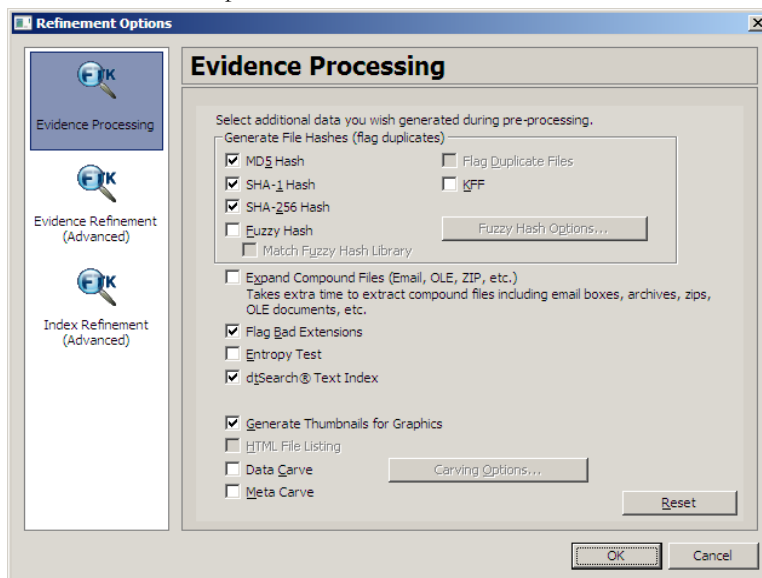 Refinement Options
FTK
Evidence Processing
FTK
Evidence Refinement
(Advanced)
FTK
Index Refinement
(Advanced)
Evidence Processing
Select additional data you wish generated during pre-processing.
Generate File Hashes (flag duplicates)
MD5 Hash
Flag Duplicate Files
SHA-1 Hash
KFF
SHA-256 Hash
Fuzzy Hash
Fuzzy Hash Options...
Match Fuzzy Hash Library
Expand Compound Files (Email, OLE, ZIP, etc.)
Takes extra time to extract compound files including email boxes, archives, zips,
OLE documents, etc.
Flag Bad Extensions
Entropy Test
dtSearch® Text Index
Generate Thumbnails for Graphics
HTML File Listing
Data Carve
Carving Options...
Meta Carve
Reset
OK
Cancel